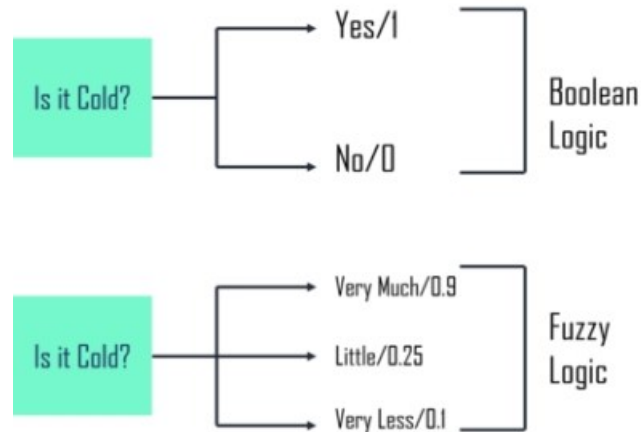 Is it Cold?
Yes/1
No/0
Boolean
Logic
Is it Cold?
Very Much/0.9
Little/0.25
Very Less/0.1
Fuzzy
Logic